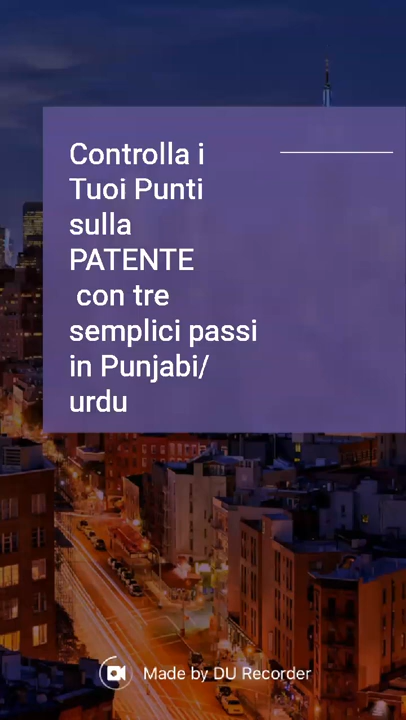 Controlla i
Tuoi Punti
sulla
PATENTE
con tre
semplici passi
in Punjabi/
urdu
Made by DU Recorder